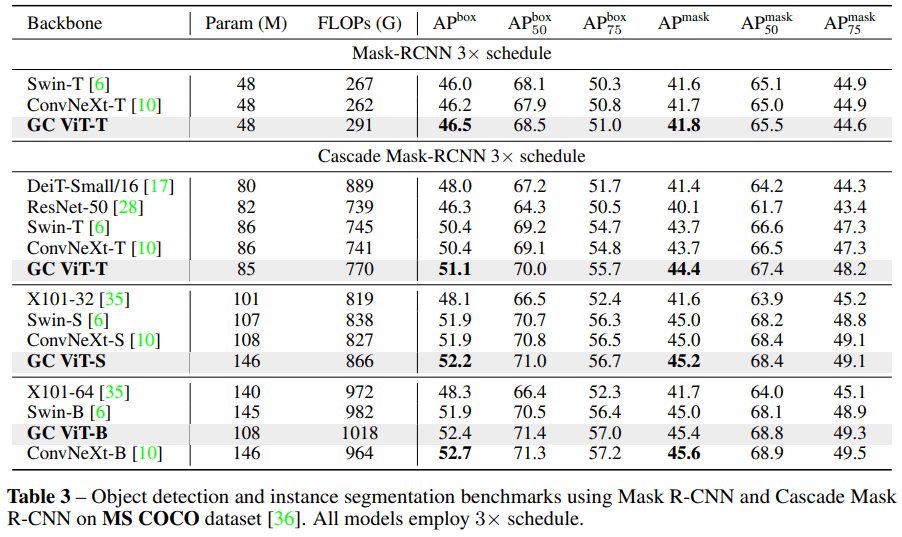 Backbone Param (M) FLOPs (G) AP^box AP^box_50 AP^box_75 AP^mask AP^mask_50 AP^mask_75
Mask-RCNN 3× schedule
Swin-T [6] 48 267 46.0 68.1 50.3 41.6 65.1 44.9
ConvNeXt-T [10] 48 262 46.2 67.9 50.8 41.7 65.0 44.9
GC ViT-T 48 291 46.5 68.5 51.0 41.8 65.5 44.6
Cascade Mask-RCNN 3× schedule
DeiT-Small/16 [17] 80 889 48.0 67.2 51.7 41.4 64.2 44.3
ResNet-50 [28] 82 739 46.3 64.3 50.5 40.1 61.7 43.4
Swin-T [6] 86 745 50.4 69.2 54.7 43.7 66.6 47.3
ConvNeXt-T [10] 86 741 50.4 69.1 54.8 43.7 66.5 47.3
GC ViT-T 85 770 51.1 70.0 55.7 44.4 67.4 48.2
X101-32 [35] 101 819 48.1 66.5 52.4 41.6 63.9 45.2
Swin-S [6] 107 838 51.9 70.7 56.3 45.0 68.2 48.8
ConvNeXt-S [10] 108 827 51.9 70.8 56.5 45.0 68.4 49.1
GC ViT-S 146 866 52.2 71.0 56.7 45.2 68.4 49.1
X101-64 [35] 140 972 48.3 66.4 52.3 41.7 64.0 45.1
Swin-B [6] 145 982 51.9 70.5 56.4 45.0 68.1 48.9
GC ViT-B 108 1018 52.4 71.4 57.0 45.4 68.8 49.3
ConvNeXt-B [10] 146 964 52.7 71.3 57.2 45.6 68.9 49.5
Table 3 – Object detection and instance segmentation benchmarks using Mask R-CNN and Cascade Mask
R-CNN on MS COCO dataset [36]. All models employ 3× schedule.